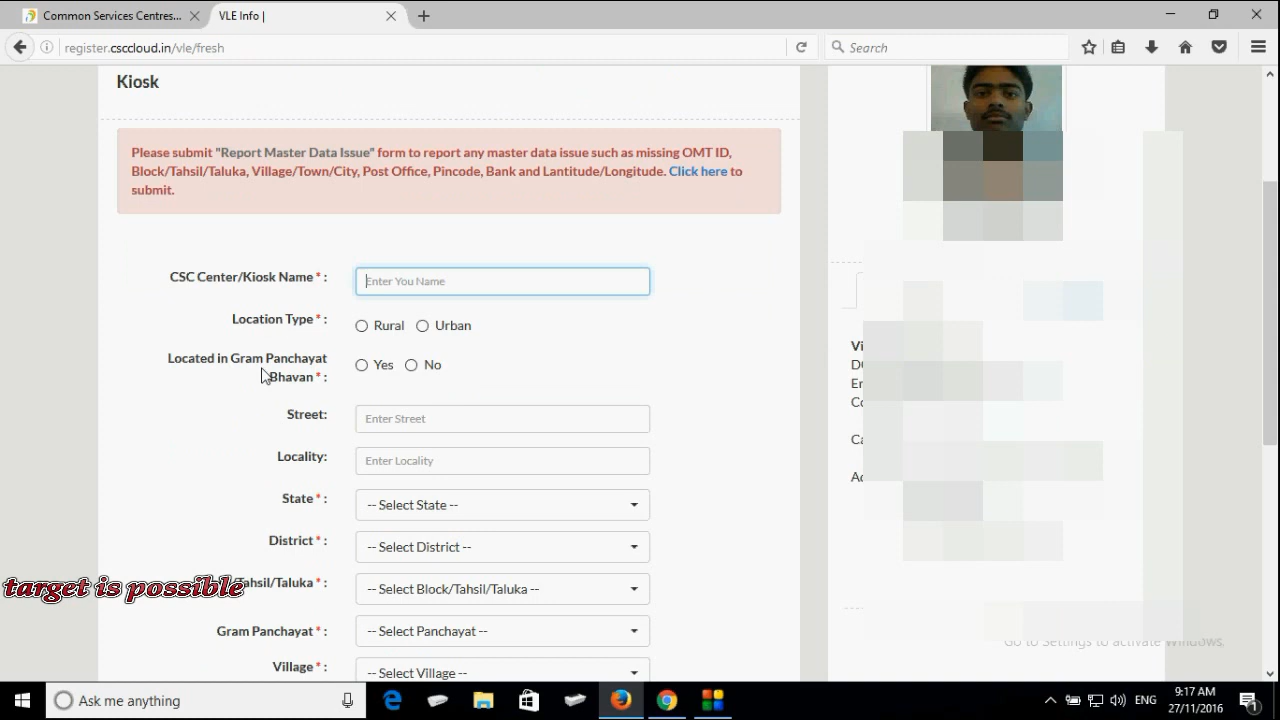 Common Services Centres...
VLE Info |
register.csccloud.in/vle/fresh
Search
Kiosk
Please submit "Report Master Data Issue" form to report any master data issue such as missing OMT ID,
Block/Tahsil/Taluka, Village/Town/City, Post Office, Pincode, Bank and Lantitude/Longitude. Click here to
submit.
CSC Center/Kiosk Name * :
Enter You Name
Location Type * :
Rural
Urban
Located in Gram Panchayat
Bhavan * :
Yes
No
Street:
Enter Street
Locality:
Enter Locality
State * :
-- Select State --
District * :
-- Select District --
Tahsil/Taluka * :
-- Select Block/Tahsil/Taluka --
target is possible
Gram Panchayat * :
-- Select Panchayat --
Village * :
-- Select Village --
Go to Settings to activate Windows.
Ask me anything
ENG
9:17 AM
27/11/2016